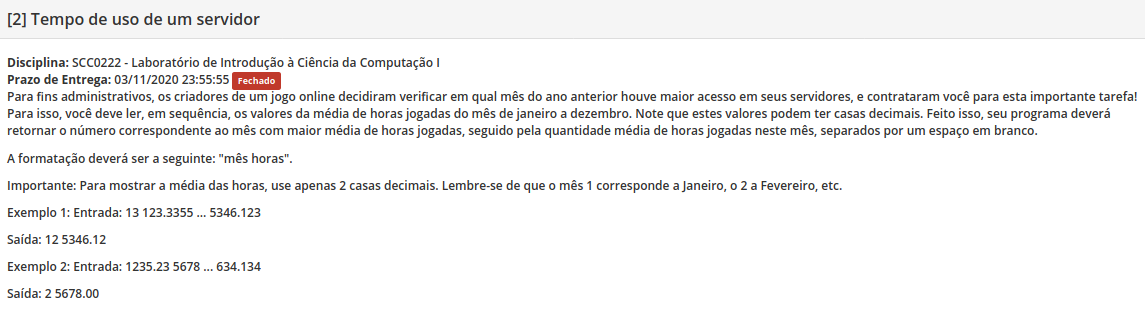 [2] Tempo de uso de um servidor
Disciplina: SCC0222 - Laboratório de Introdução à Ciência da Computação I
Prazo de Entrega: 03/11/2020 23:55:55 Fechado
Para fins administrativos, os criadores de um jogo online decidiram verificar em qual mês do ano anterior houve maior acesso em seus servidores, e contrataram você para esta importante tarefa!
Para isso, você deve ler, em sequência, os valores da média de horas jogadas do mês de janeiro a dezembro. Note que estes valores podem ter casas decimais. Feito isso, seu programa deverá
retornar o número correspondente ao mês com maior média de horas jogadas, seguido pela quantidade média de horas jogadas neste mês, separados por um espaço em branco.
A formatação deverá ser a seguinte: "mês horas".
Importante: Para mostrar a média das horas, use apenas 2 casas decimais. Lembre-se de que o mês 1 corresponde a Janeiro, o 2 a Fevereiro, etc.
Exemplo 1: Entrada: 13 123.3355 ... 5346.123
Saída: 12 5346.12
Exemplo 2: Entrada: 1235.23 5678 ... 634.134
Saída: 2 5678.00